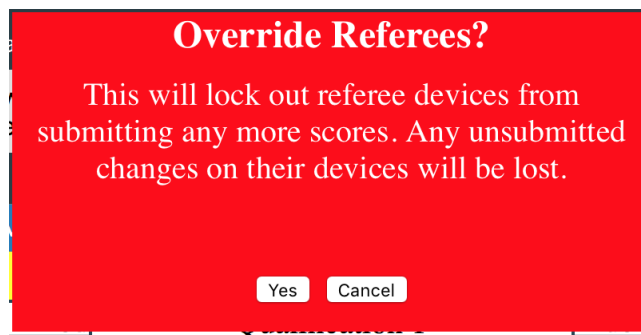 Override Referees?
This will lock out referee devices from
submitting any more scores. Any unsubmitted
changes on their devices will be lost.
Yes Cancel